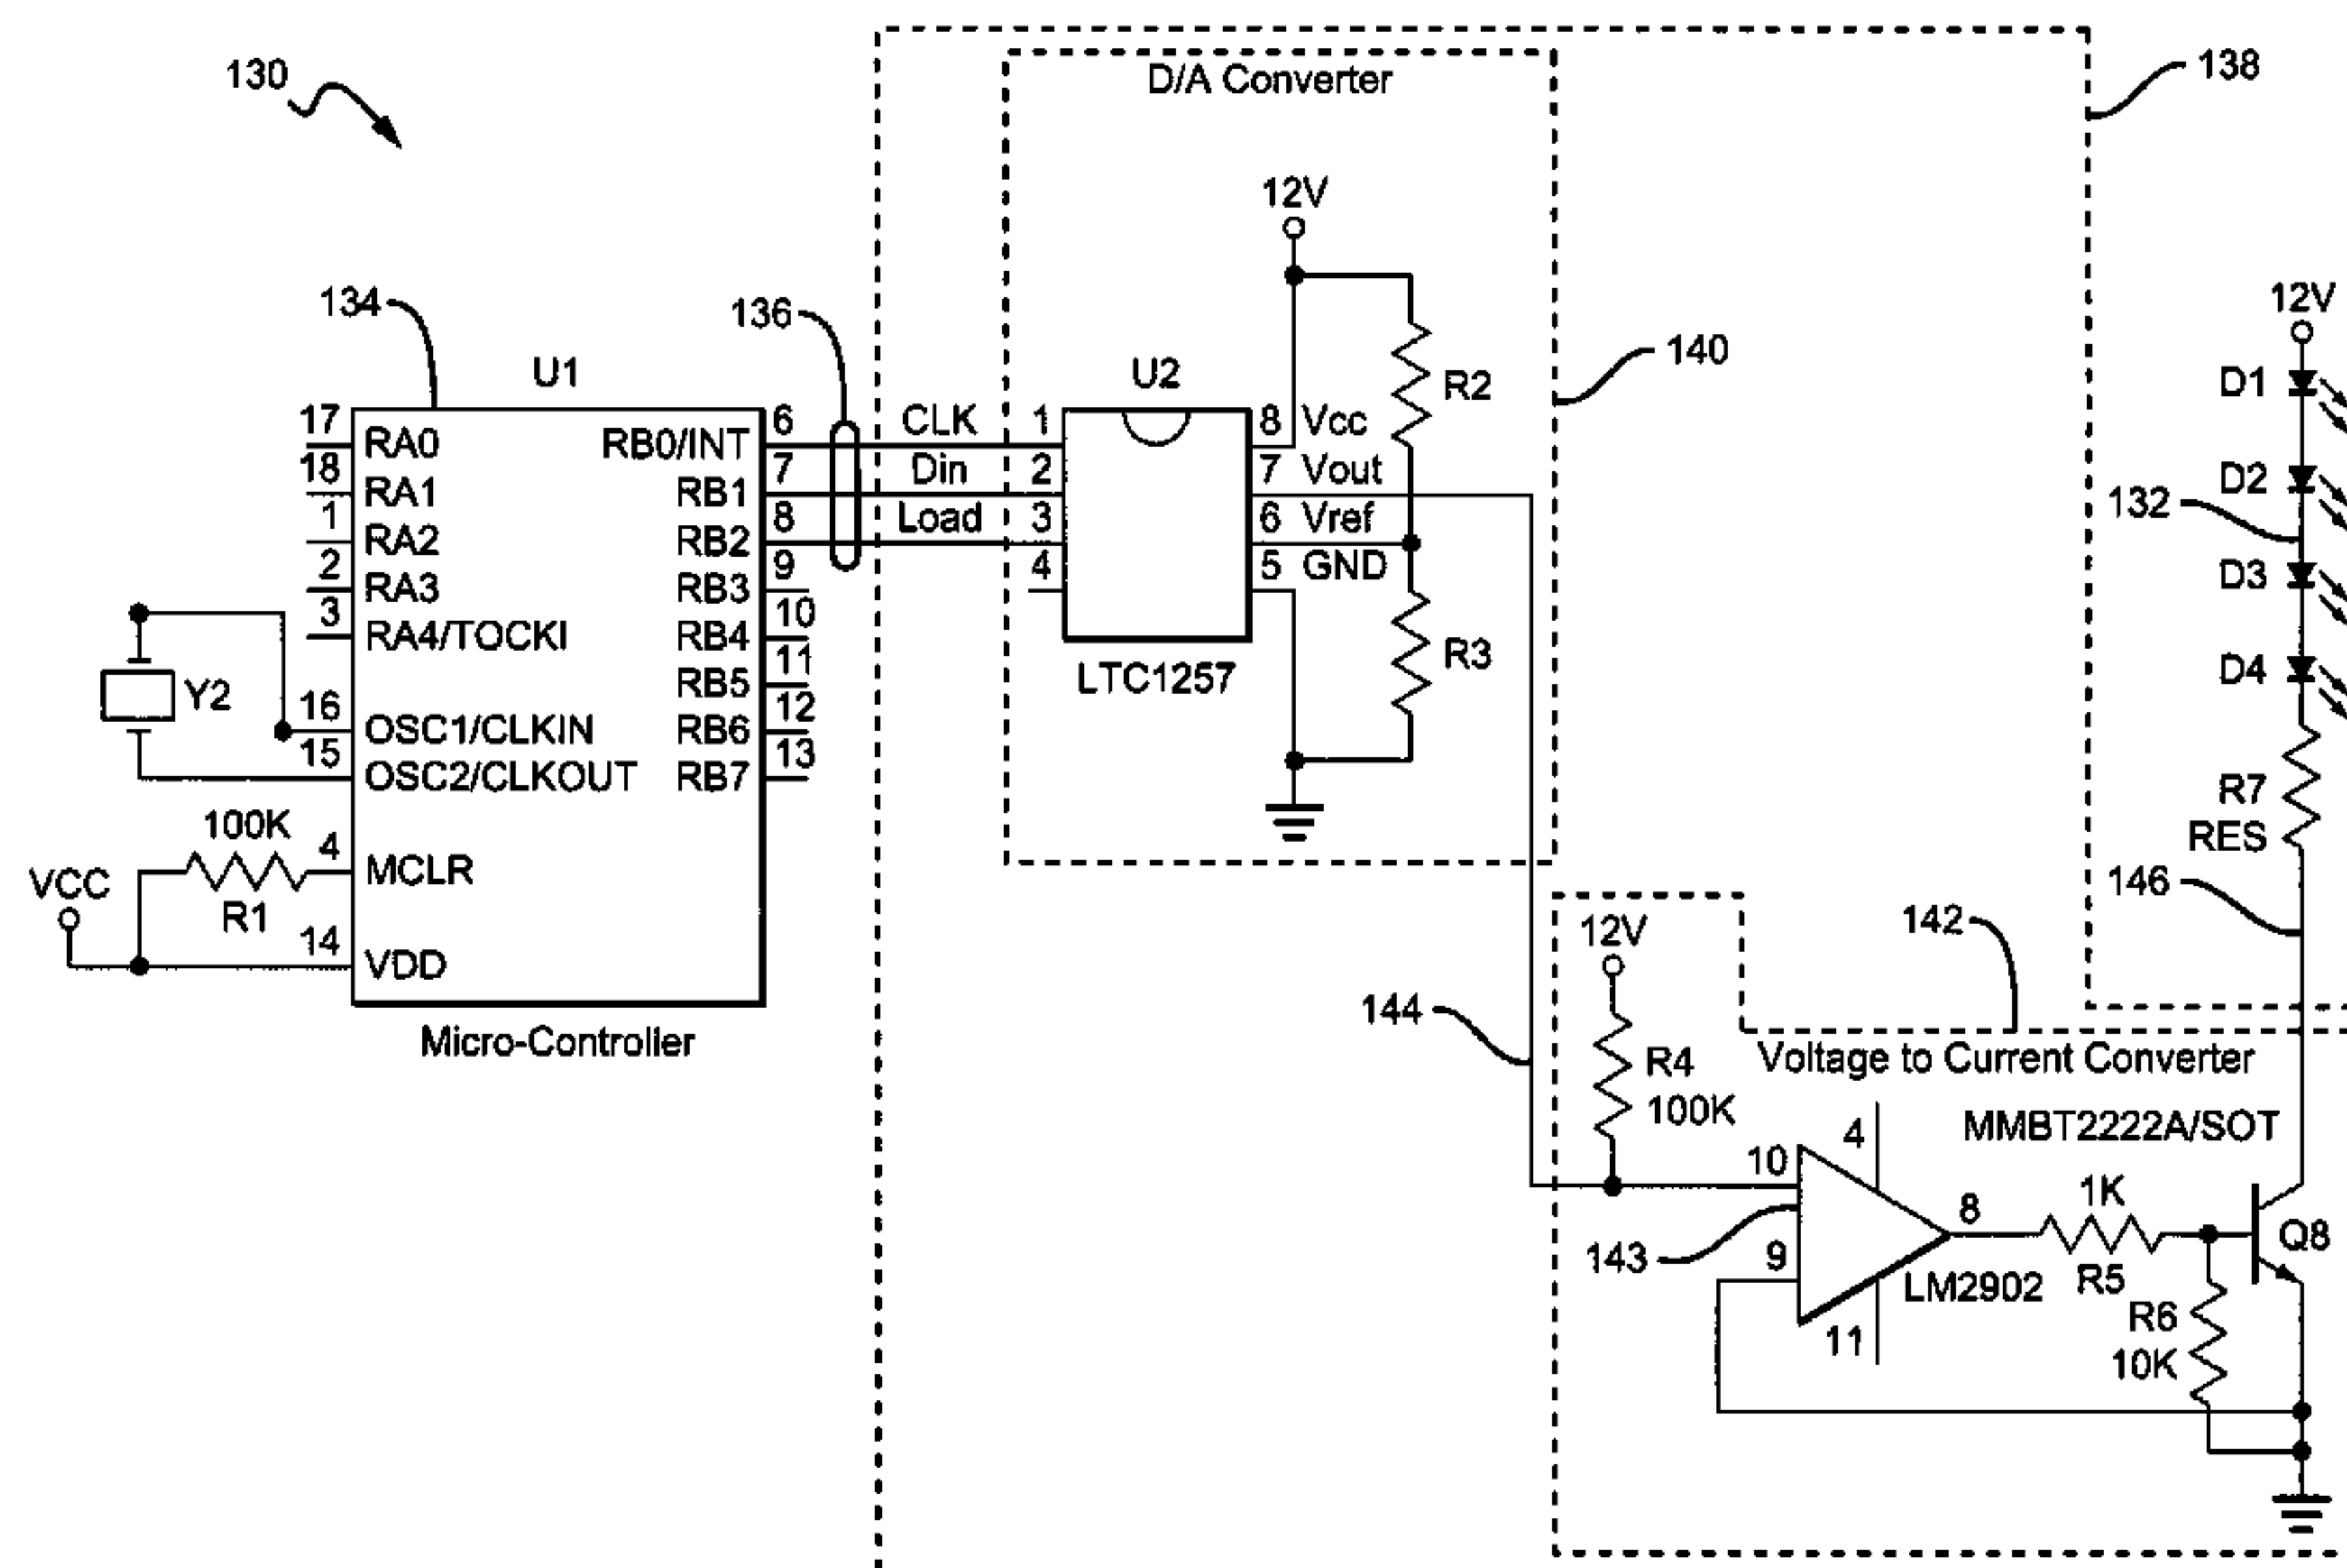 130
138
D/A Converter
12V
134
136
12V
140
U1
U2
R2
D1
17
RA0
RB0/INT
6
CLK
1
8
Vcc
18
RA1
RB1
7
Din
2
7
Vout
D2
1
RA2
RB2
8
Load
3
6
Vref
132
2
RA3
RB3
9
4
5
GND
D3
3
RA4/TOCKI
RB4
10
R3
RB5
11
LTC1257
D4
Y2
16
OSC1/CLKIN
RB6
12
15
OSC2/CLKOUT
RB7
13
R7
RES
100K
4
MCLR
VCC
R1
146
14
VDD
142
12V
144
Micro-Controller
R4
100K
Voltage to Current Converter
MMBT2222A/SOT
4
10
1K
8
143
9
Q8
LM2902
R5
R6
10K
11